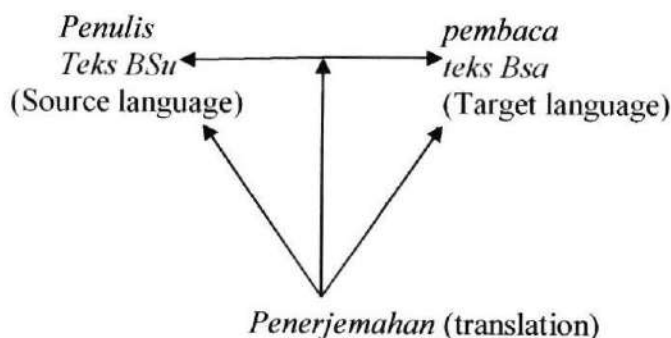 Penulis
Teks BSu
(Source language)
pembaca
teks Bsa
(Target language)
Penerjemahan (translation)